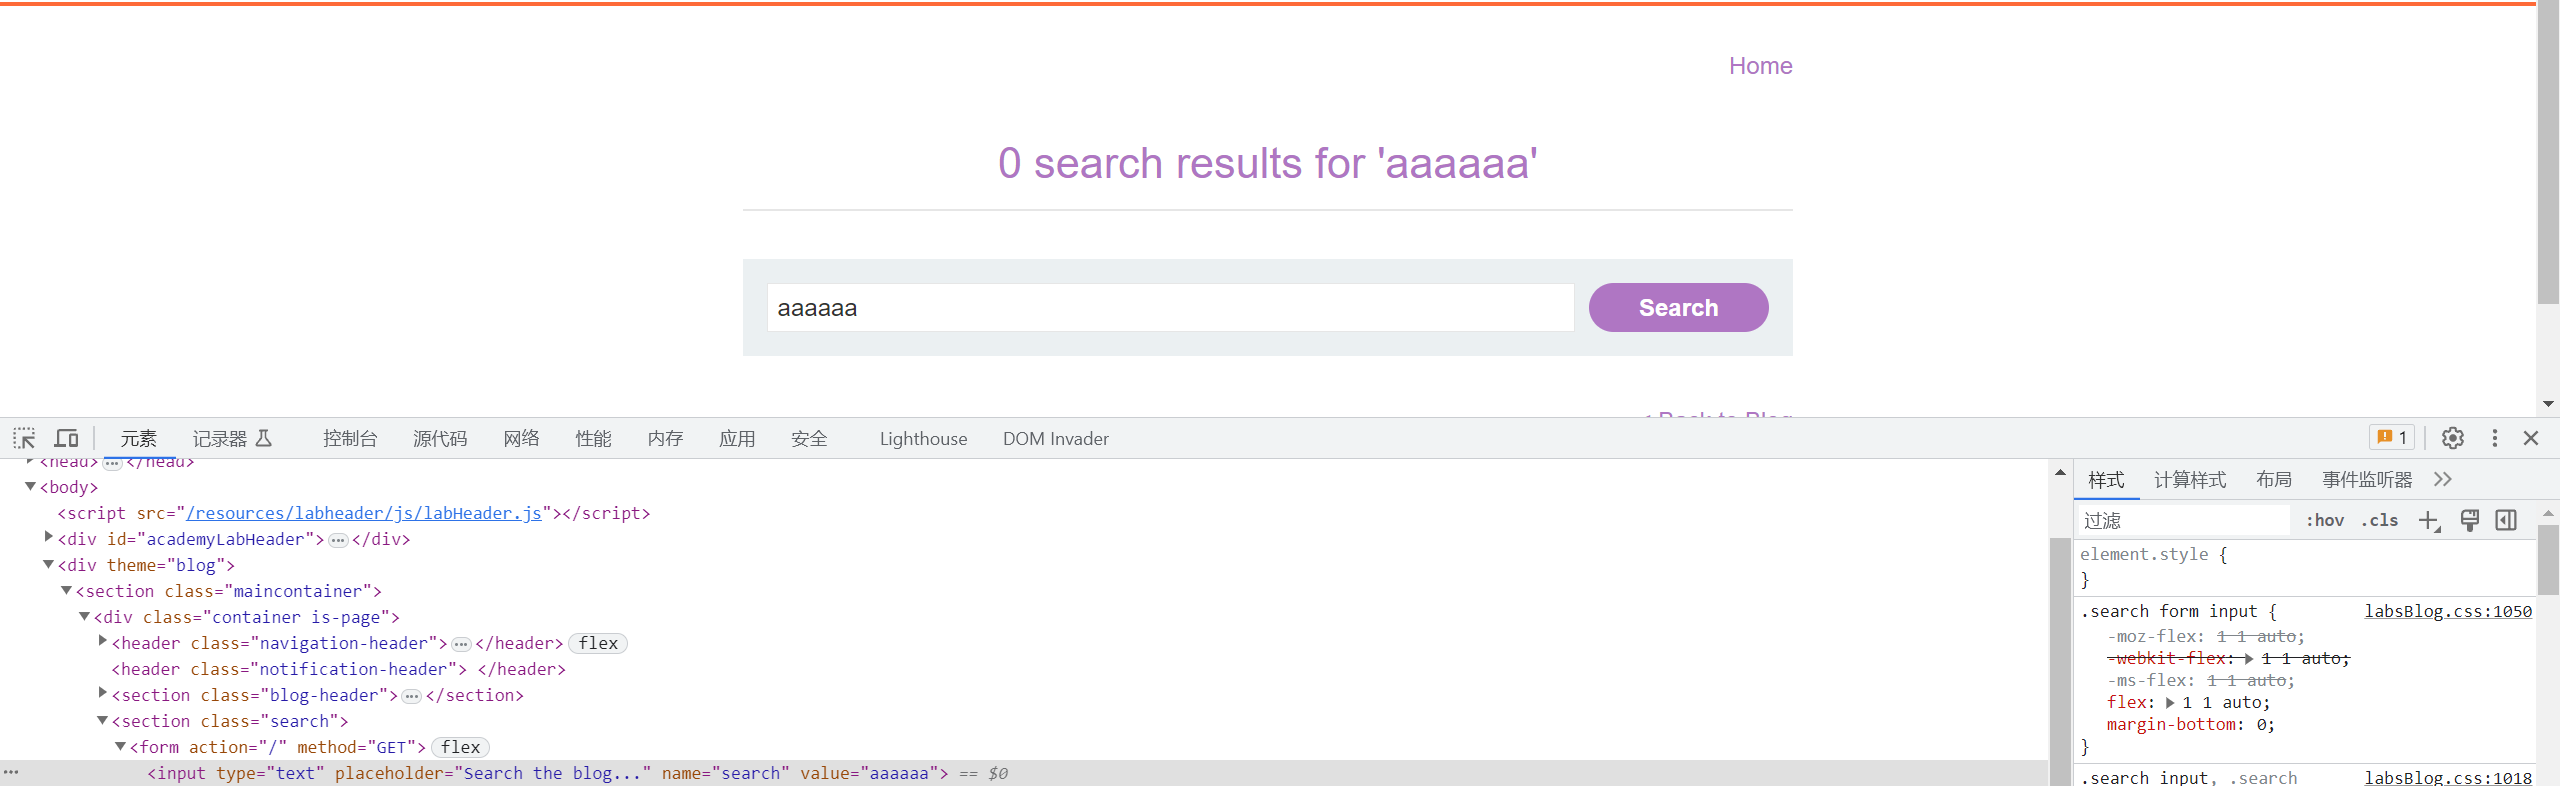 Home
0 search results for 'aaaaaa'
aaaaaa
Search
< Back to Blog
元素 记录器 控制台 源代码 网络 性能 内存 应用 安全 Lighthouse DOM Invader 1
<head>…</head>
<body>
<script src="/resources/labheader/js/labHeader.js"></script>
<div id="academyLabHeader">…</div>
<div theme="blog">
<section class="maincontainer">
<div class="container is-page">
<header class="navigation-header">…</header> flex
<header class="notification-header"> </header>
<section class="blog-header">…</section>
<section class="search">
<form action="/" method="GET"> flex
… <input type="text" placeholder="Search the blog..." name="search" value="aaaaaa"> == $0
样式 计算样式 布局 事件监听器
过滤 :hov .cls
element.style {
}
.search form input { labsBlog.css:1050
-moz-flex: 1 1 auto;
-webkit-flex: 1 1 auto;
-ms-flex: 1 1 auto;
flex: 1 1 auto;
margin-bottom: 0;
}
.search input, .search labsBlog.css:1018